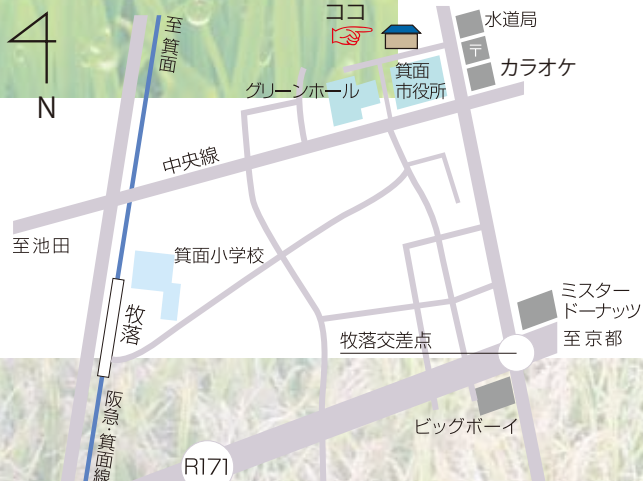 ココ
水道局
〒
カラオケ
至箕面
箕面
市役所
グリーンホール
N
中央線
至池田
箕面小学校
牧落
ミスター
ドーナッツ
至京都
牧落交差点
阪急・箕面線
ビッグボーイ
R171